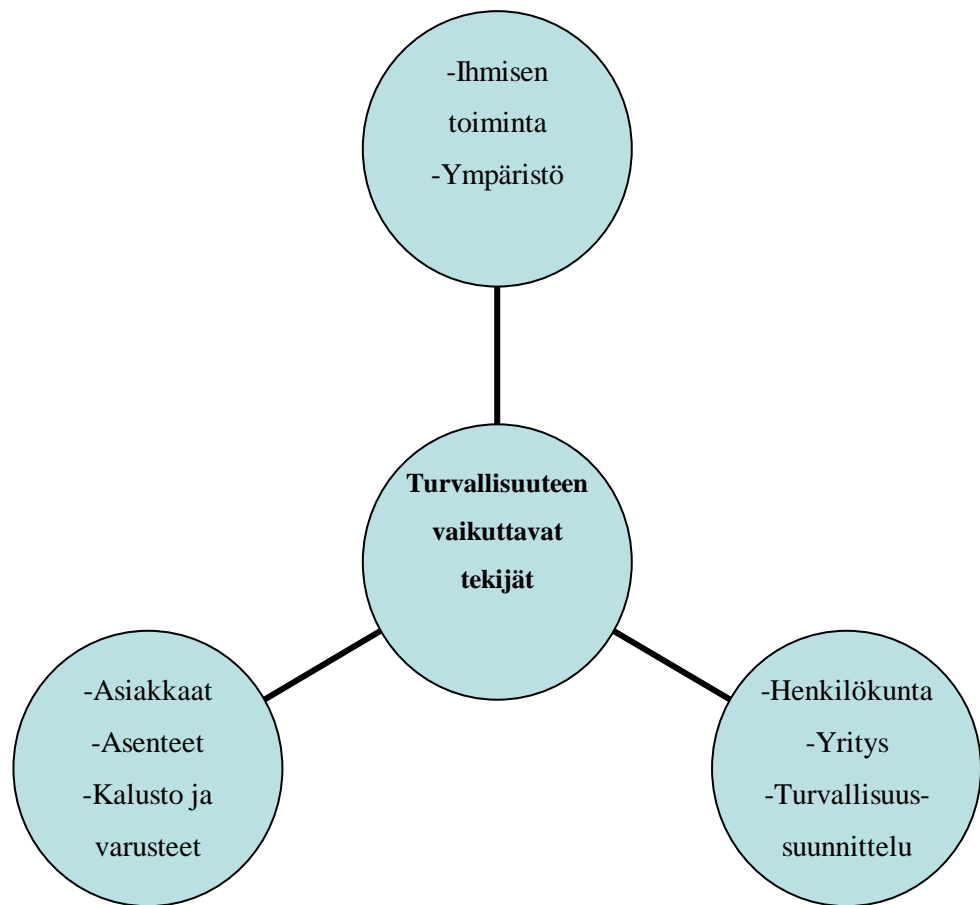 -Ihmisen
toiminta
-Ympäristö
Turvallisuuteen
vaikuttavat
tekijät
-Asiakkaat
-Asenteet
-Kalusto ja
varusteet
-Henkilökunta
-Yritys
-Turvallisuus-
suunnittelu